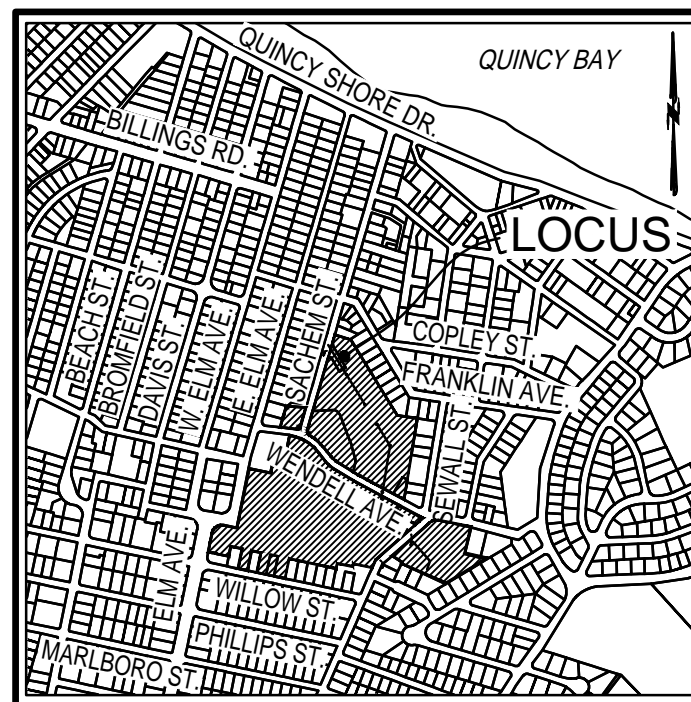 QUINCY SHORE DR.
QUINCY BAY
N
BILLINGS RD.
LOCUS
BEACH ST.
BROMFIELD ST.
DAVIS ST.
W. ELM AVE.
E. ELM AVE.
SACHEM ST.
COPLEY ST.
FRANKLIN AVE.
SEWALL ST.
WENDELL AVE.
ELM AVE.
WILLOW ST.
PHILLIPS ST.
MARLBORO ST.